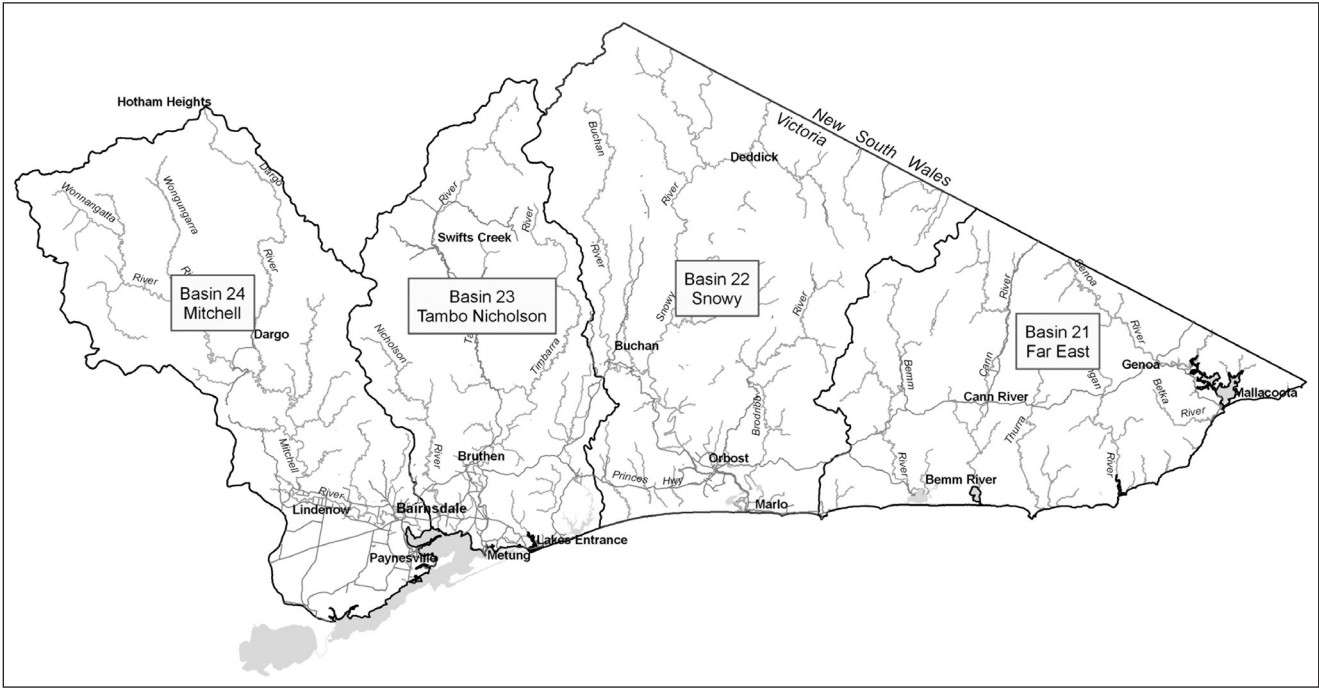 Hotham Heights
New South Wales
Victoria
Buchan
Deddick
Dargo
Wonnangatta
Wongungarra
River
River
River
Swifts Creek
River
River
River
Benoa
River
River
Basin 24
Mitchell
Basin 23
Tambo Nicholson
Basin 22
Snowy
Snowy
River
Basin 21
Far East
River
Dargo
Nicholson
Timbarra
Buchan
Bemm
Cann
Genoa
Betka
River
Cann River
Mallacoota
Thurra
Brodribb
Mitchell
River
Bruthen
Orbost
River
River
Princes Hwy
Bemm River
River
Lindenow
Bairnsdale
Marlo
Paynesville
Metung
Lakes Entrance